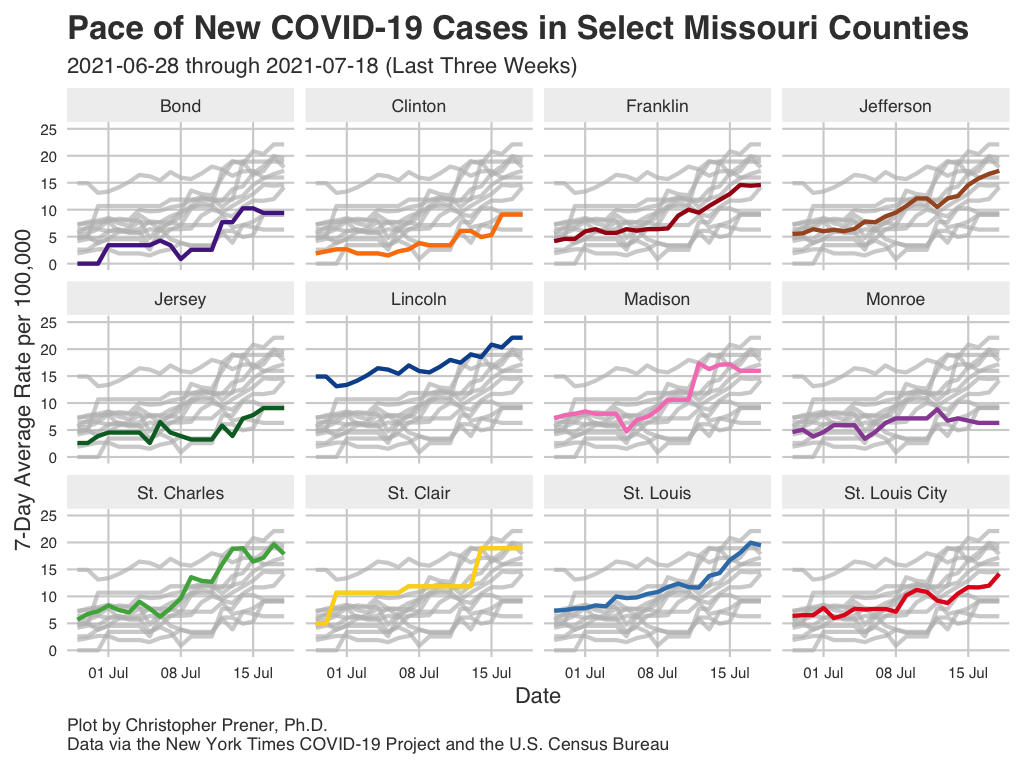 Pace of New COVID-19 Cases in Select Missouri Counties
2021-06-28 through 2021-07-18 (Last Three Weeks)
Bond
Clinton
Franklin
Jefferson
25
20
15
10
5
0
Jersey
Lincoln
Madison
Monroe
25
20
15
10
5
0
St. Charles
St. Clair
St. Louis
St. Louis City
25
20
15
10
5
0
7-Day Average Rate per 100,000
01 Jul
08 Jul
15 Jul
01 Jul
08 Jul
15 Jul
01 Jul
08 Jul
15 Jul
01 Jul
08 Jul
15 Jul
Date
Plot by Christopher Prener, Ph.D.
Data via the New York Times COVID-19 Project and the U.S. Census Bureau